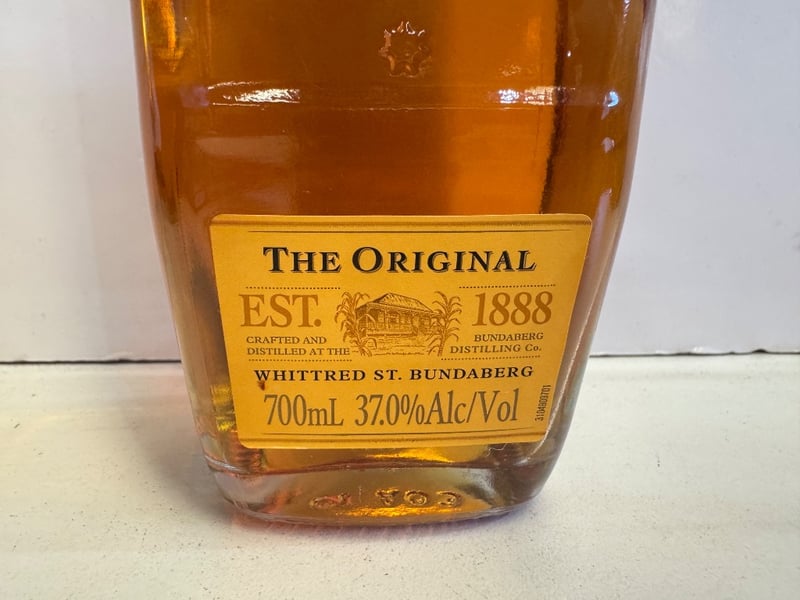 THE ORIGINAL
EST. 1888
CRAFTED AND BUNDABERG
DISTILLED AT THE DISTILLING Co.
WHITTRED ST. BUNDABERG
700mL 37.0%Alc/Vol